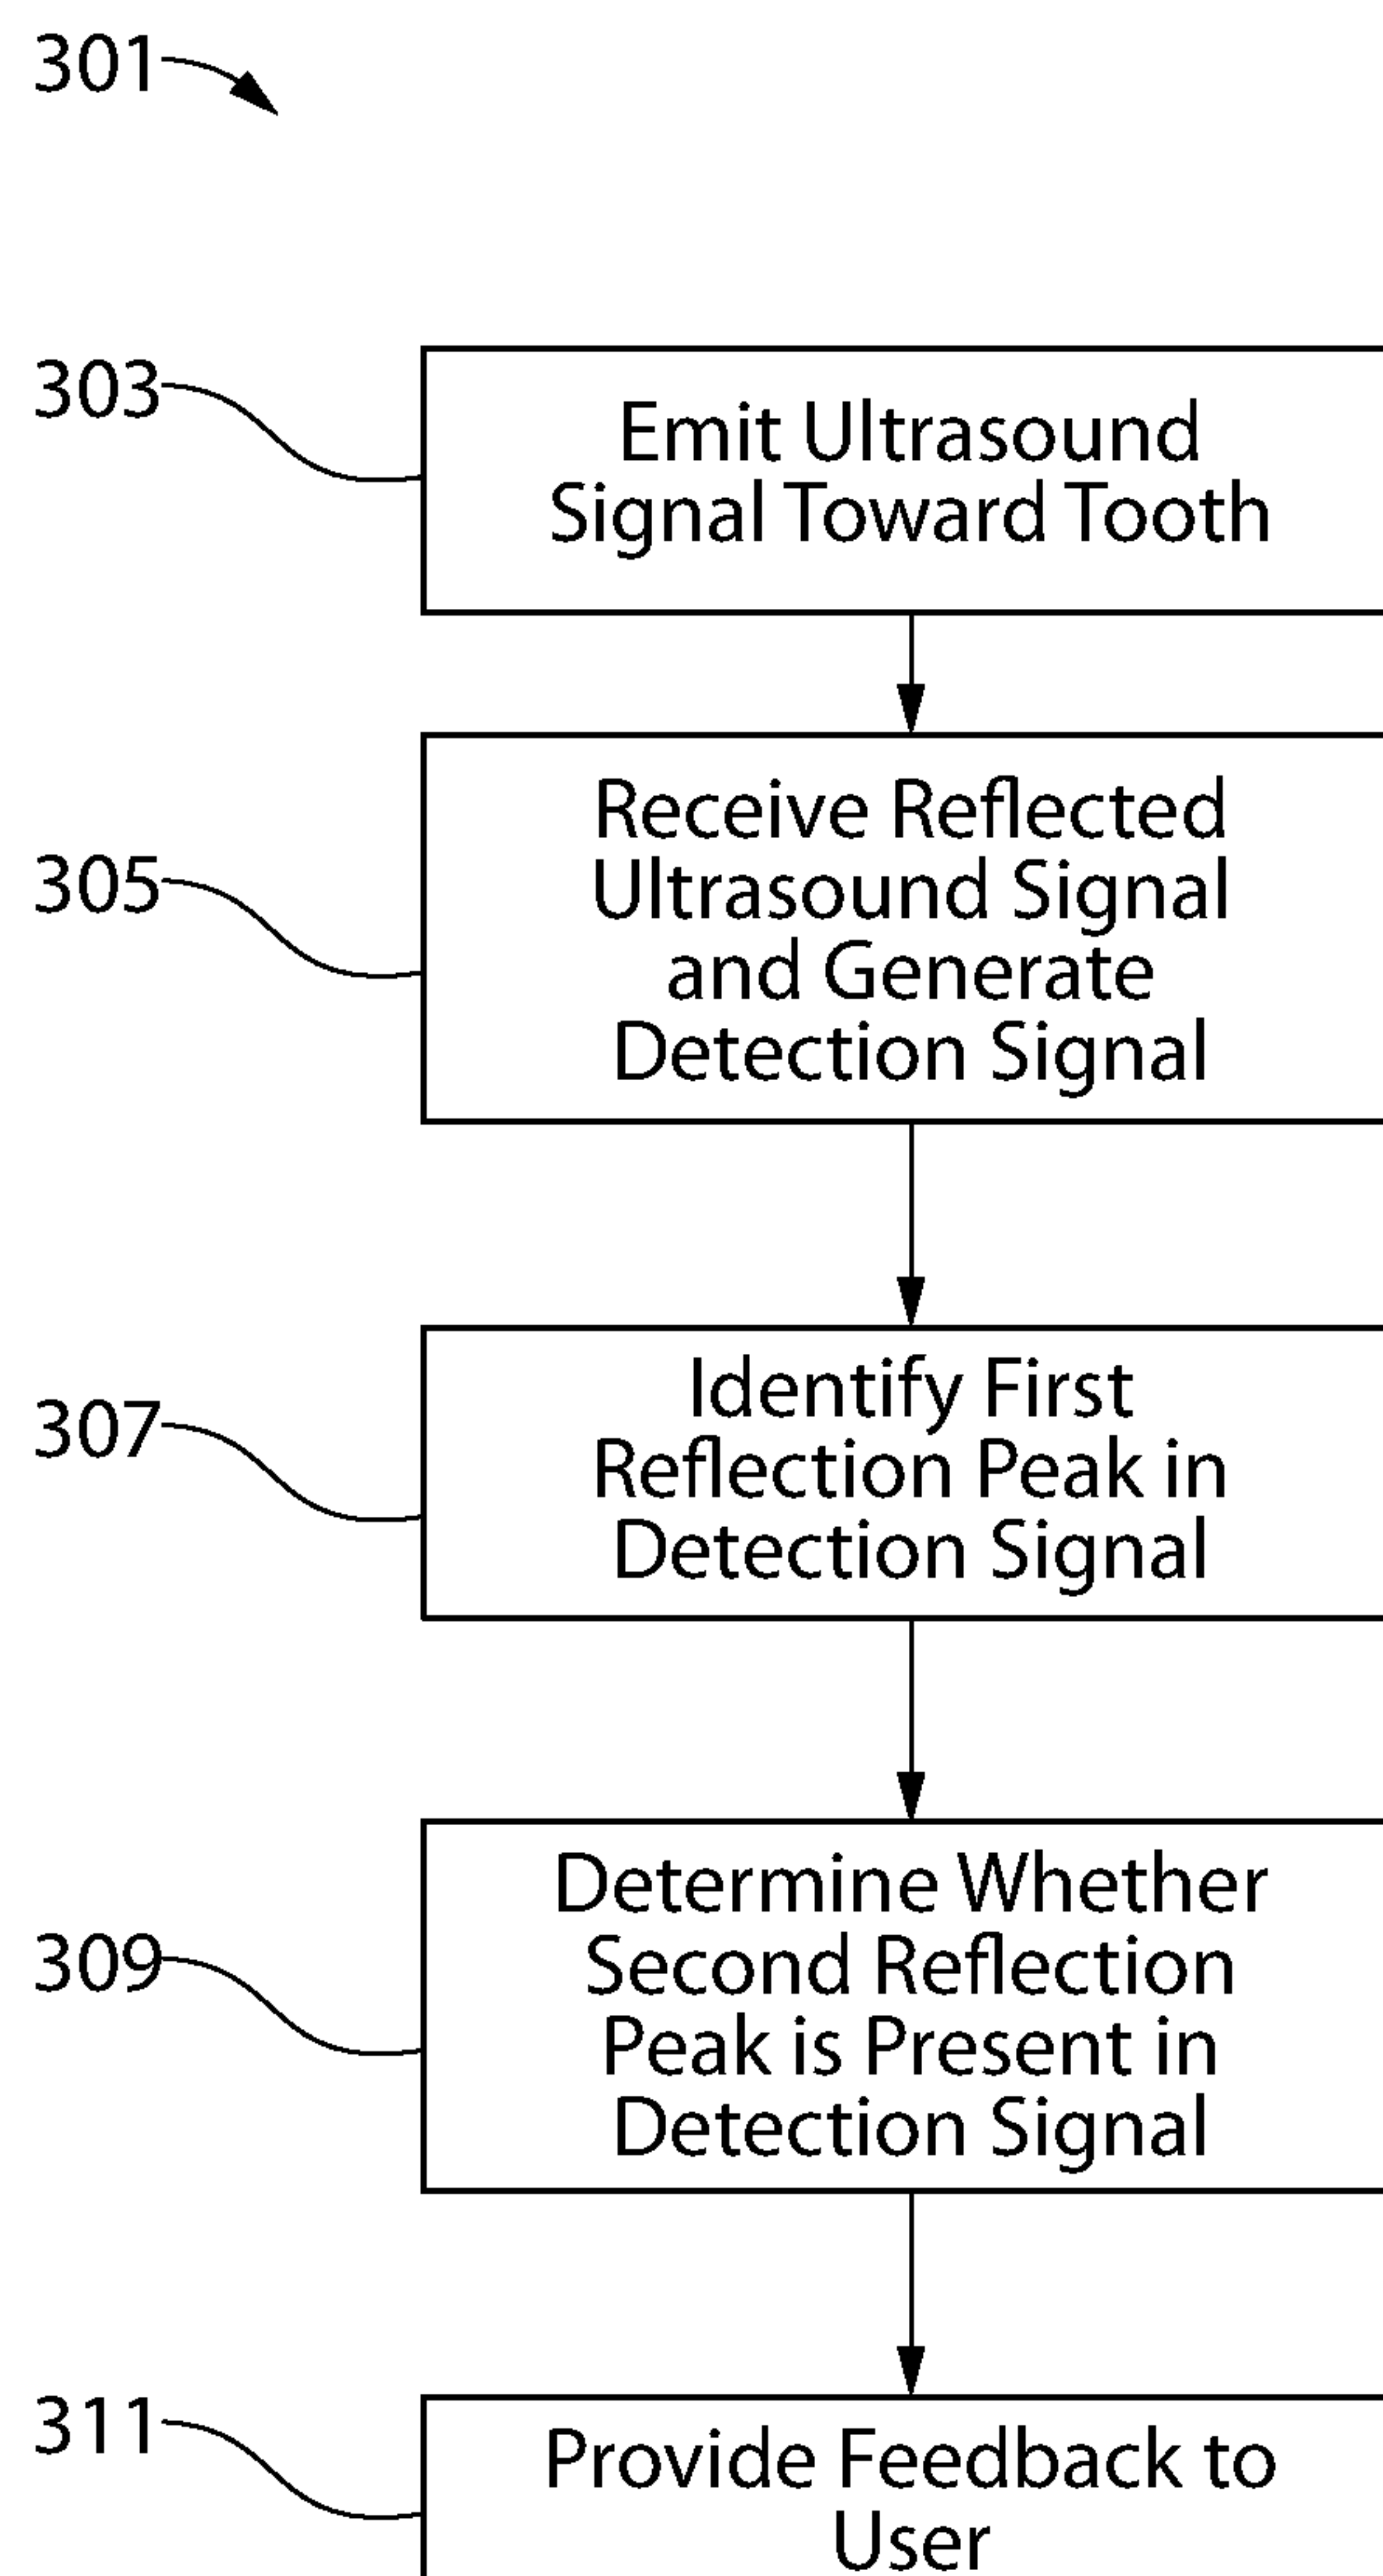 301
303
Emit Ultrasound
Signal Toward Tooth
305
Receive Reflected
Ultrasound Signal
and Generate
Detection Signal
307
Identify First
Reflection Peak in
Detection Signal
309
Determine Whether
Second Reflection
Peak is Present in
Detection Signal
311
Provide Feedback to
User